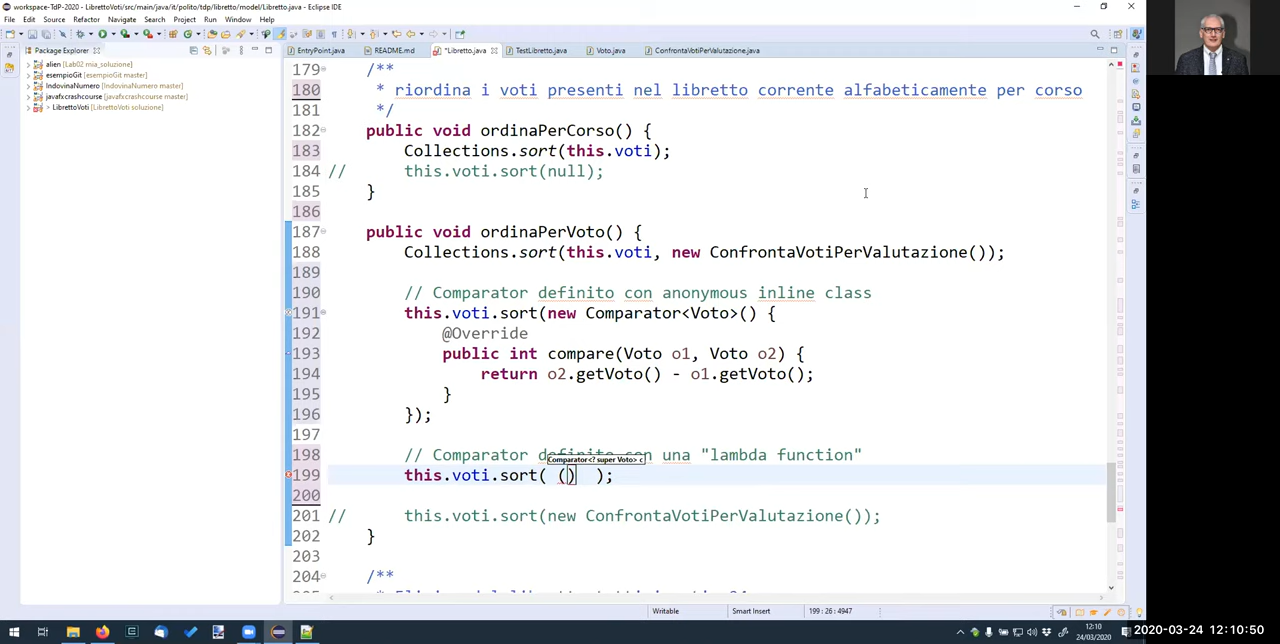 workspace-TdP-2020 - LibrettoVoti/src/main/java/it/polito/tdp/libretto/model/Libretto.java - Eclipse IDE
File Edit Source Refactor Navigate Search Project Run Window Help
Package Explorer
EntryPoint.java README.md *Libretto.java TestLibretto.java Voto.java ConfrontaVotiPerValutazione.java
alien [Lab02 mia_soluzione]
esempioGit [esempioGit master]
IndovinaNumero [IndovinaNumero master]
javafx:crashcourse master]
> LibrettoVoti [LibrettoVoti soluzione]
179 /**
180 * riordina i voti presenti nel libretto corrente alfabeticamente per corso
181 */
182 public void ordinaPerCorso() {
183 Collections.sort(this.voti);
184 // this.voti.sort(null);
185 }
186
187 public void ordinaPerVoto() {
188 Collections.sort(this.voti, new ConfrontaVotiPerValutazione());
189
190 // Comparator definito con anonymous inline class
191 this.voti.sort(new Comparator<Voto>() {
192 @Override
193 public int compare(Voto o1, Voto o2) {
194 return o2.getVoto() - o1.getVoto();
195 }
196 });
197
198 // Comparator definito con una "lambda function"
Comparator<? super Voto> c
199 this.voti.sort( () );
200
201 // this.voti.sort(new ConfrontaVotiPerValutazione());
202 }
203
204 /**
Writable Smart Insert 199 : 26 : 4947
12:10
24/03/2020
2020-03-24 12:10:50